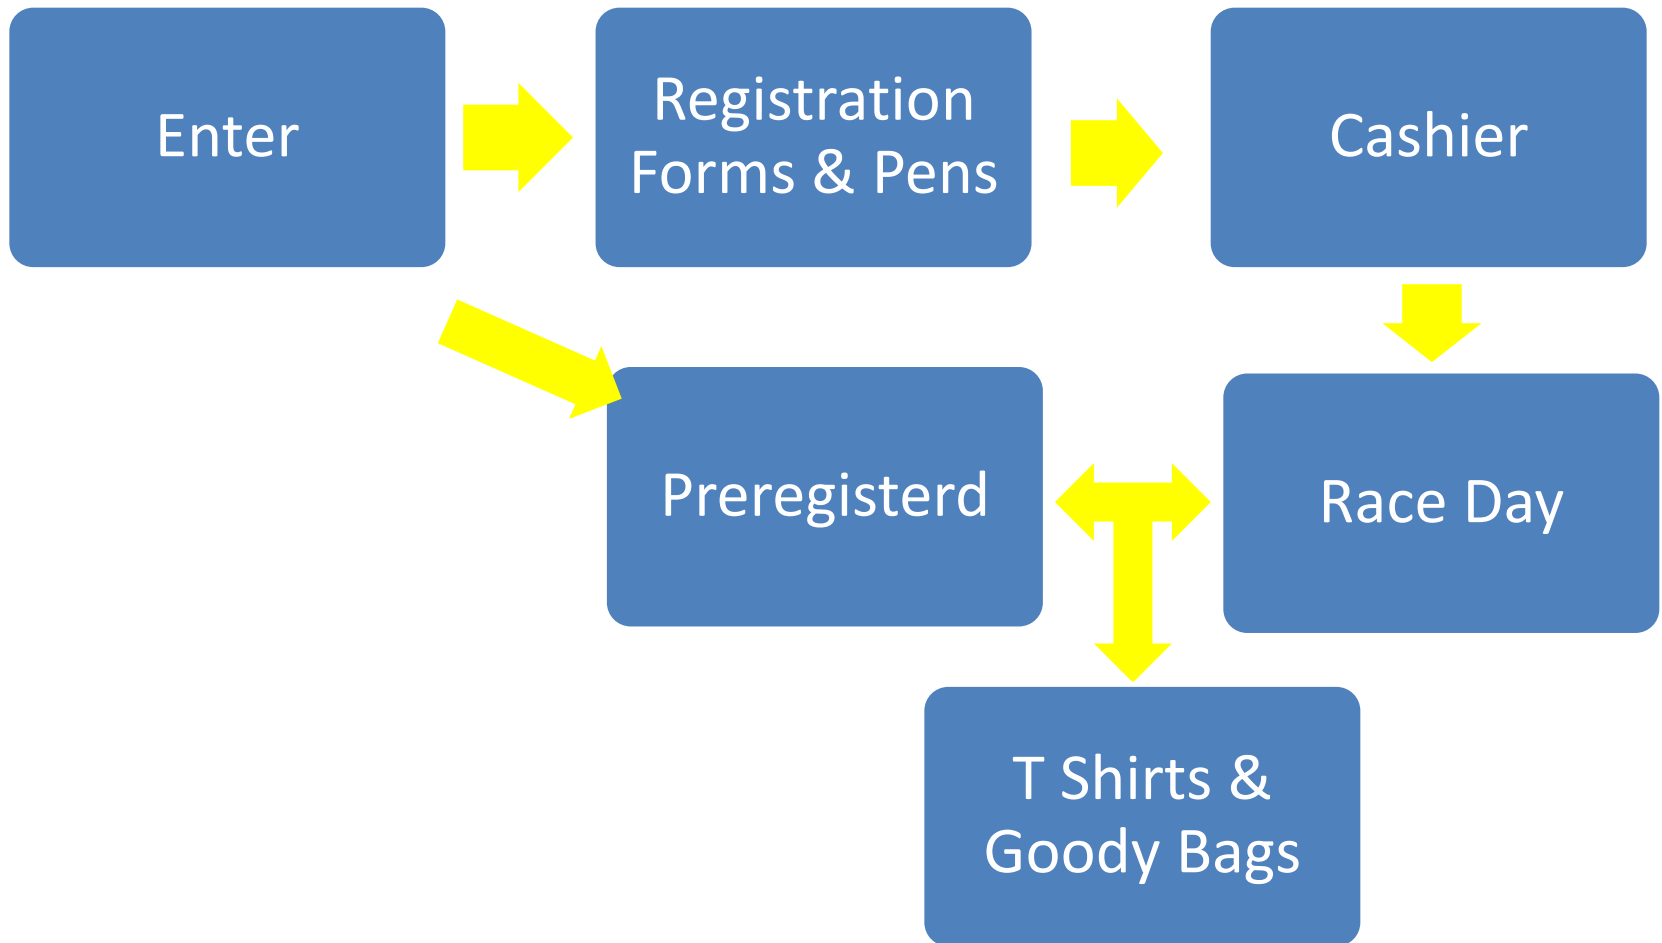 Enter
Registration
Forms & Pens
Cashier
Preregisterd
Race Day
T Shirts &
Goody Bags